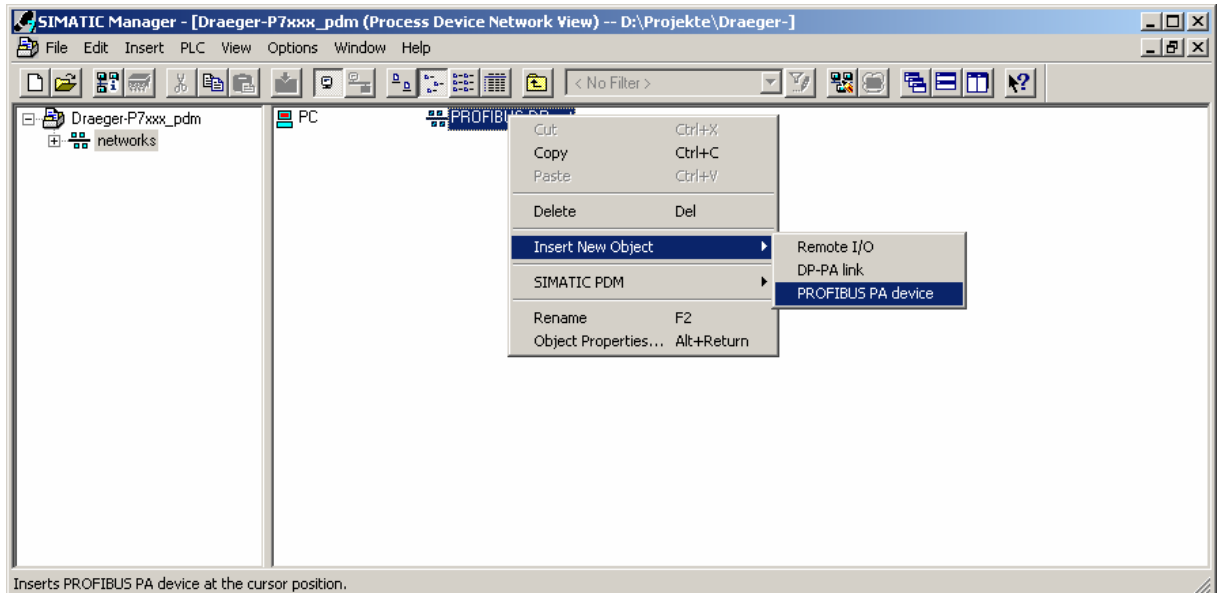 SIMATIC Manager - [Draeger-P7xxx_pdm (Process Device Network View) -- D:\Projekte\Draeger-]
File Edit Insert PLC View Options Window Help
< No Filter >
Draeger-P7xxx_pdm
networks
PC
PROFIBUS DP
Cut Ctrl+X
Copy Ctrl+C
Paste Ctrl+V
Delete Del
Insert New Object
SIMATIC PDM
Rename F2
Object Properties... Alt+Return
Remote I/O
DP-PA link
PROFIBUS PA device
Inserts PROFIBUS PA device at the cursor position.